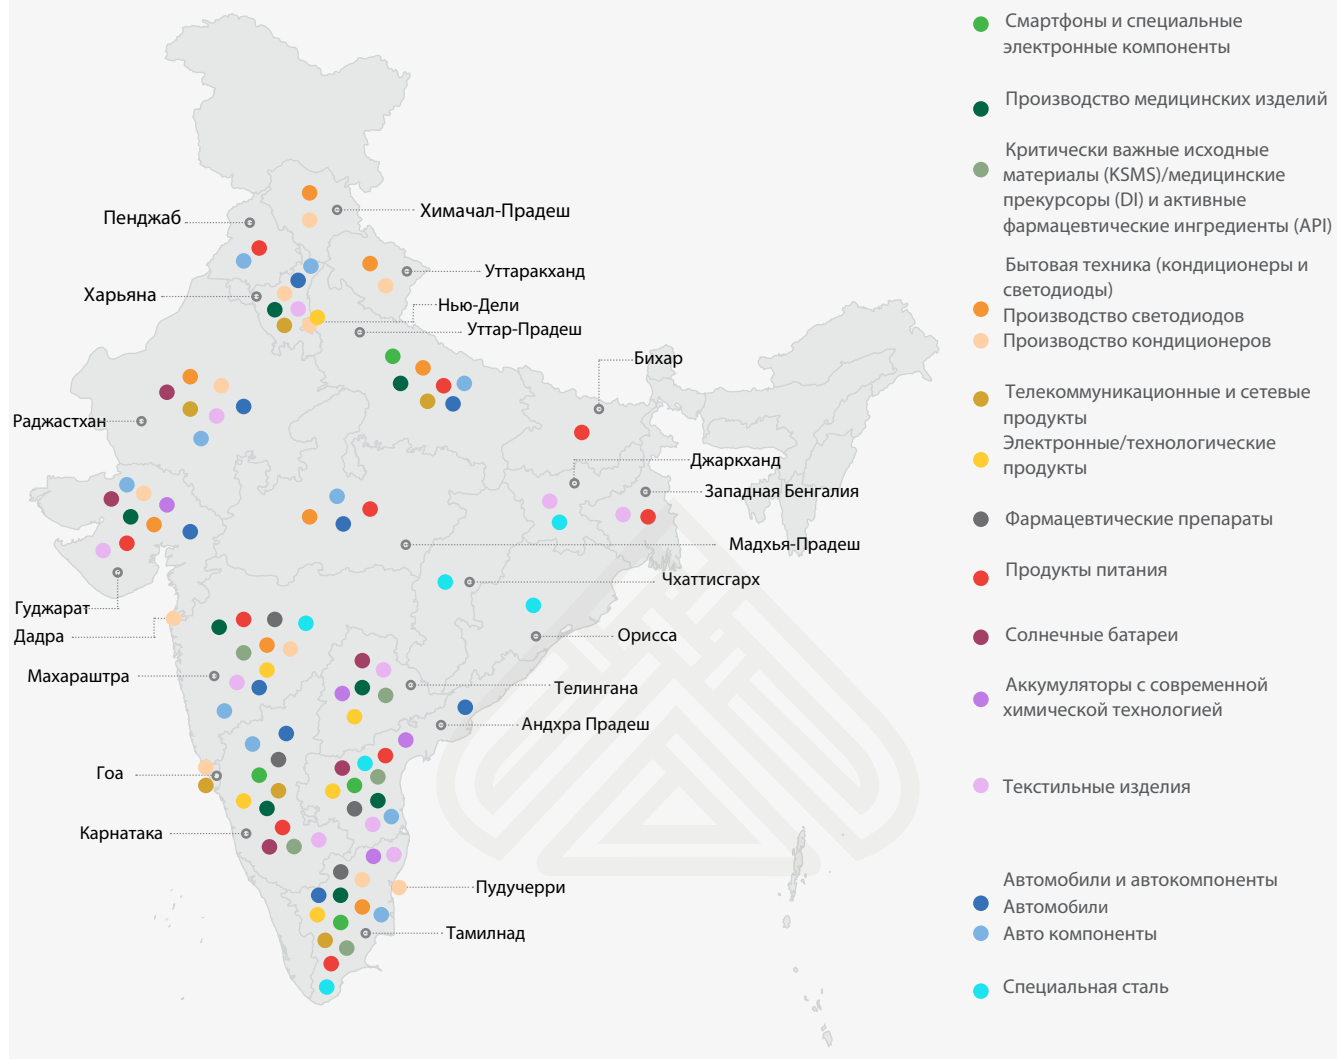 Смартфоны и специальные
электронные компоненты
Производство медицинских изделий
Критически важные исходные
материалы (KSMS)/медицинские
прекурсоры (DI) и активные
фармацевтические ингредиенты (API)
Бытовая техника (кондиционеры и
светодиоды)
Производство светодиодов
Производство кондиционеров
Телекоммуникационные и сетевые
продукты
Электронные/технологические
продукты
Фармацевтические препараты
Продукты питания
Солнечные батареи
Аккумуляторы с современной
химической технологией
Текстильные изделия
Автомобили и автокомпоненты
Автомобили
Авто компоненты
Специальная сталь
Пенджаб
Химачал-Прадеш
Уттаракханд
Харьяна
Нью-Дели
Уттар-Прадеш
Бихар
Раджастхан
Джаркханд
Западная Бенгалия
Мадхья-Прадеш
Чхаттисгарх
Гуджарат
Дадра
Орисса
Махараштра
Телингана
Андхра Прадеш
Гоа
Карнатака
Пудучерри
Тамилнад